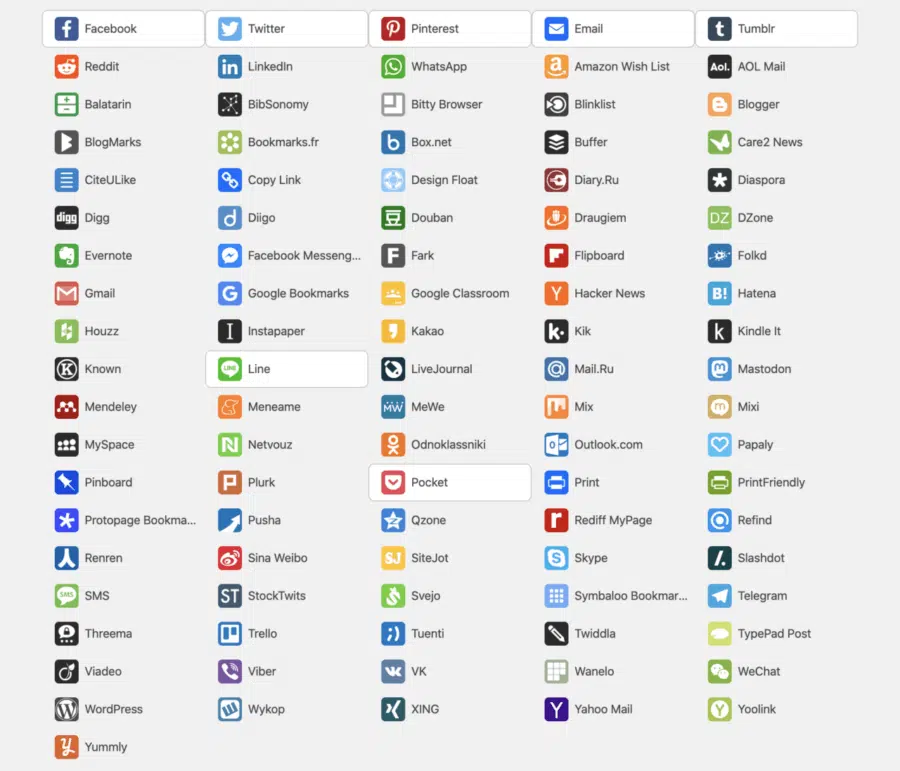 Facebook Twitter Pinterest Email Tumblr
Reddit LinkedIn WhatsApp Amazon Wish List AOL Mail
Balatarin BibSonomy Bitty Browser Blinklist Blogger
BlogMarks Bookmarks.fr Box.net Buffer Care2 News
CiteULike Copy Link Design Float Diary.Ru Diaspora
Digg Diigo Douban Draugiem DZone
Evernote Facebook Messeng... Fark Flipboard Folkd
Gmail Google Bookmarks Google Classroom Hacker News Hatena
Houzz Instapaper Kakao Kik Kindle It
Known Line LiveJournal Mail.Ru Mastodon
Mendeley Meneame MeWe Mix Mixi
MySpace Netvouz Odnoklassniki Outlook.com Papaly
Pinboard Plurk Pocket Print PrintFriendly
Protopage Bookma... Pusha Qzone Rediff MyPage Refind
Renren Sina Weibo SiteJot Skype Slashdot
SMS StockTwits Svejo Symbaloo Bookmar... Telegram
Threema Trello Tuenti Twiddla TypePad Post
Viadeo Viber VK Wanelo WeChat
WordPress Wykop XING Yahoo Mail Yoolink
Yummly